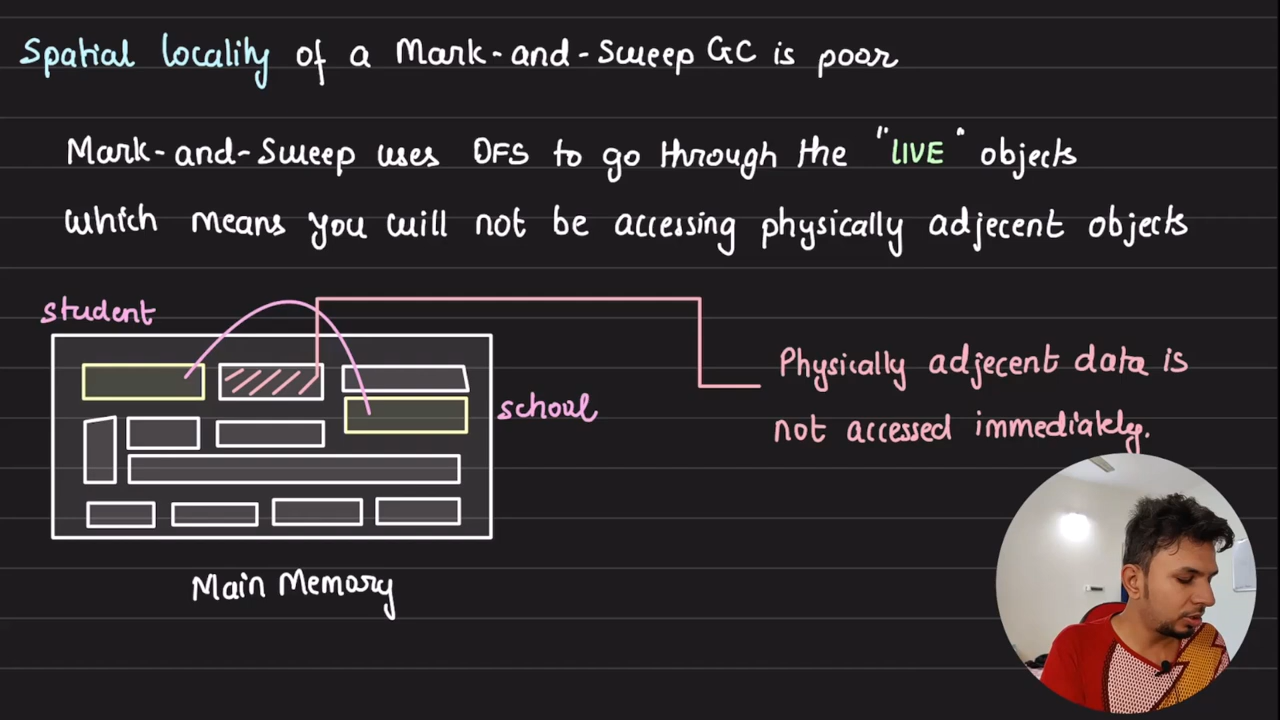 Spatial locality of a Mark-and-Sweep GC is poor
Mark-and-Sweep uses DFS to go through the "LIVE" objects
which means you will not be accessing physically adjecent objects
student
school
Physically adjecent data is
not accessed immediately.
Main Memory